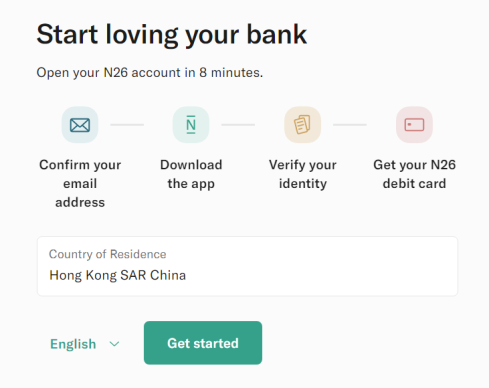 Start loving your bank
Open your N26 account in 8 minutes.
N
Confirm your
email
address
Download
the app
Verify your
identity
Get your N26
debit card
Country of Residence
Hong Kong SAR China
English
Get started